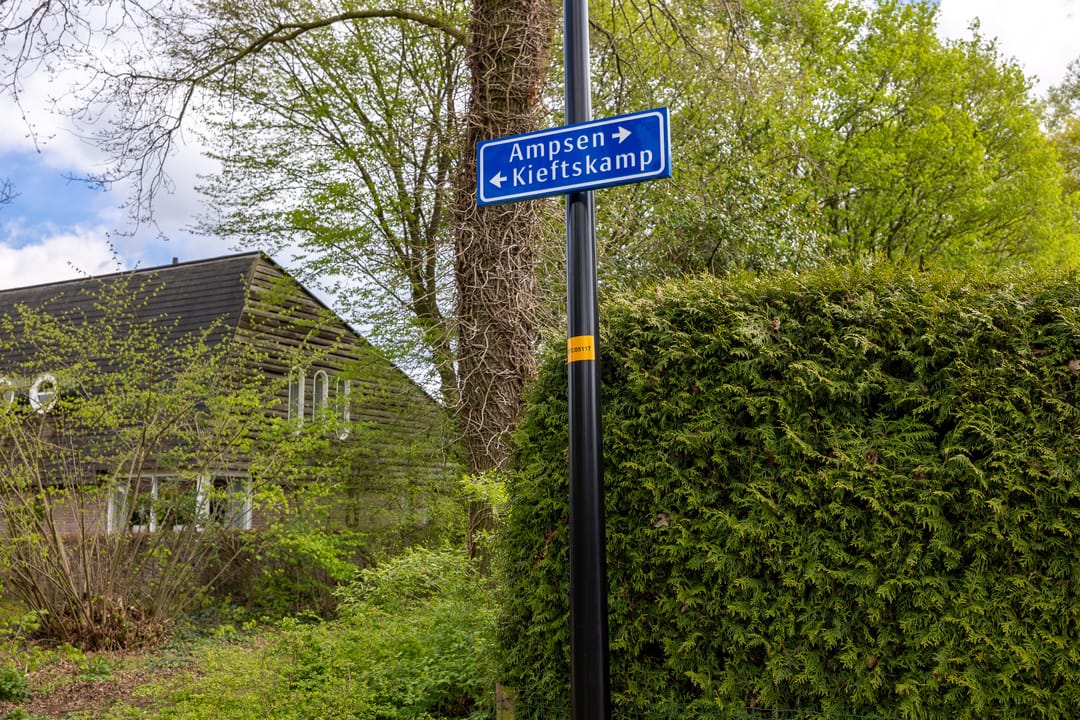 Ampsen →
← Kieftskamp